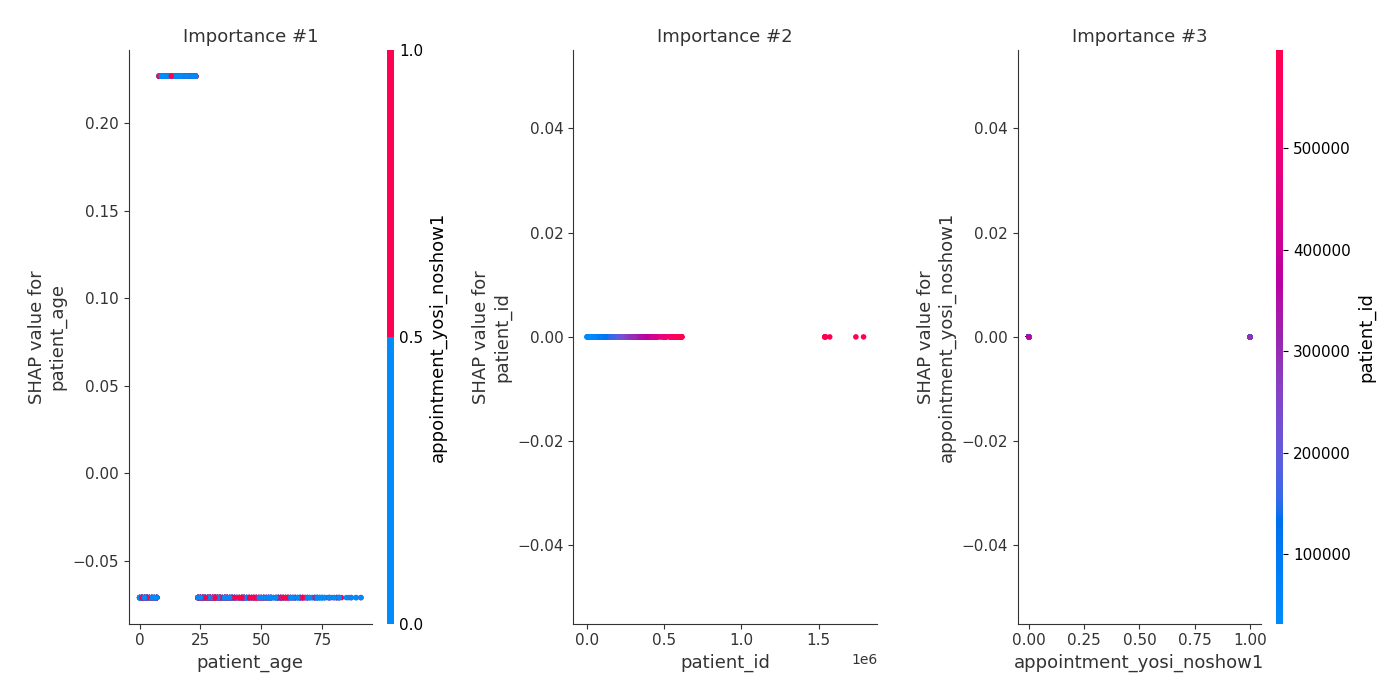 Importance #1
0.20
0.15
0.10
0.05
0.00
−0.05
SHAP value for
patient_age
0
25
50
75
patient_age
1.0
0.5
0.0
appointment_yosi_noshow1
Importance #2
0.04
0.02
0.00
−0.02
−0.04
SHAP value for
patient_id
0.0
0.5
1.0
1.5
1e6
patient_id
Importance #3
0.04
0.02
0.00
−0.02
−0.04
SHAP value for
appointment_yosi_noshow1
0.00
0.25
0.50
0.75
1.00
appointment_yosi_noshow1
500000
400000
300000
200000
100000
patient_id